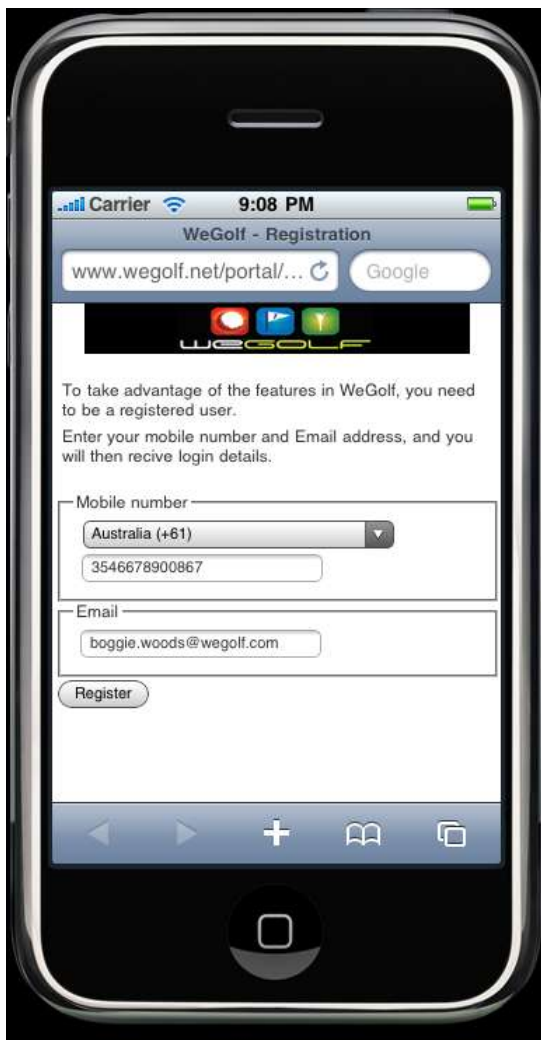 Carrier 9:08 PM
WeGolf - Registration
www.wegolf.net/portal/... Google
WEGOLF
To take advantage of the features in WeGolf, you need
to be a registered user.
Enter your mobile number and Email address, and you
will then recive login details.
Mobile number
Australia (+61)
3546678900867
Email
boggie.woods@wegolf.com
Register